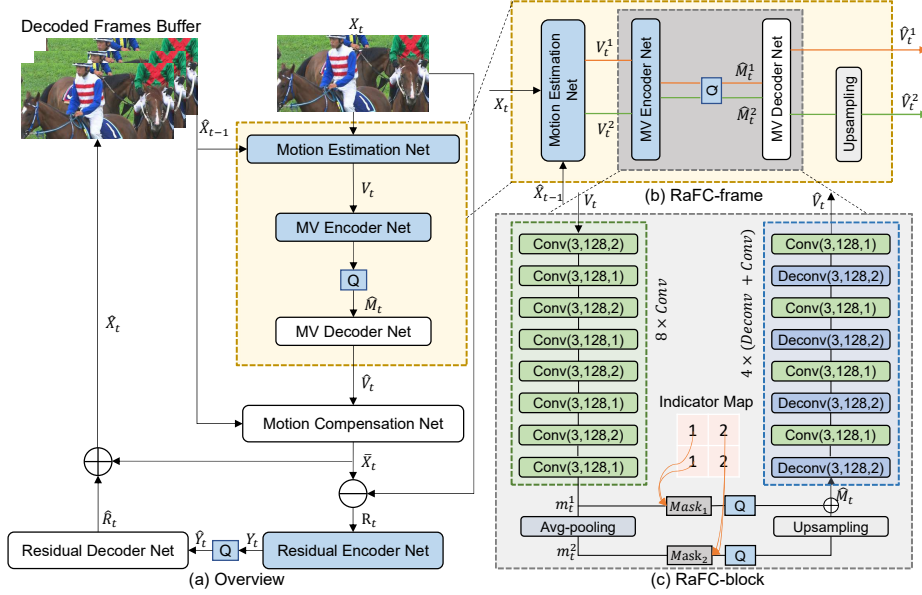 Decoded Frames Buffer
X_t
X̂_{t−1}
Motion Estimation Net
V_t
MV Encoder Net
Q
M̂_t
MV Decoder Net
V̂_t
Motion Compensation Net
X̂_t
X̄_t
R̂_t
R_t
Residual Decoder Net
Ŷ_t
Q
Y_t
Residual Encoder Net
(a) Overview
X_t
X̂_{t−1}
Motion Estimation Net
V_t^1
V_t^2
MV Encoder Net
Q
M̂_t^1
M̂_t^2
MV Decoder Net
Upsampling
V̂_t^1
V̂_t^2
(b) RaFC-frame
V_t
Conv(3,128,2)
Conv(3,128,1)
Conv(3,128,2)
Conv(3,128,1)
Conv(3,128,2)
Conv(3,128,1)
Conv(3,128,2)
Conv(3,128,1)
8 × Conv
4 × (Deconv + Conv)
V̂_t
Conv(3,128,1)
Deconv(3,128,2)
Conv(3,128,1)
Deconv(3,128,2)
Conv(3,128,1)
Deconv(3,128,2)
Conv(3,128,1)
Deconv(3,128,2)
Indicator Map
1 2
1 2
m_t^1
Mask_1
Q
M̂_t
Avg-pooling
Upsampling
m_t^2
Mask_2
Q
(c) RaFC-block